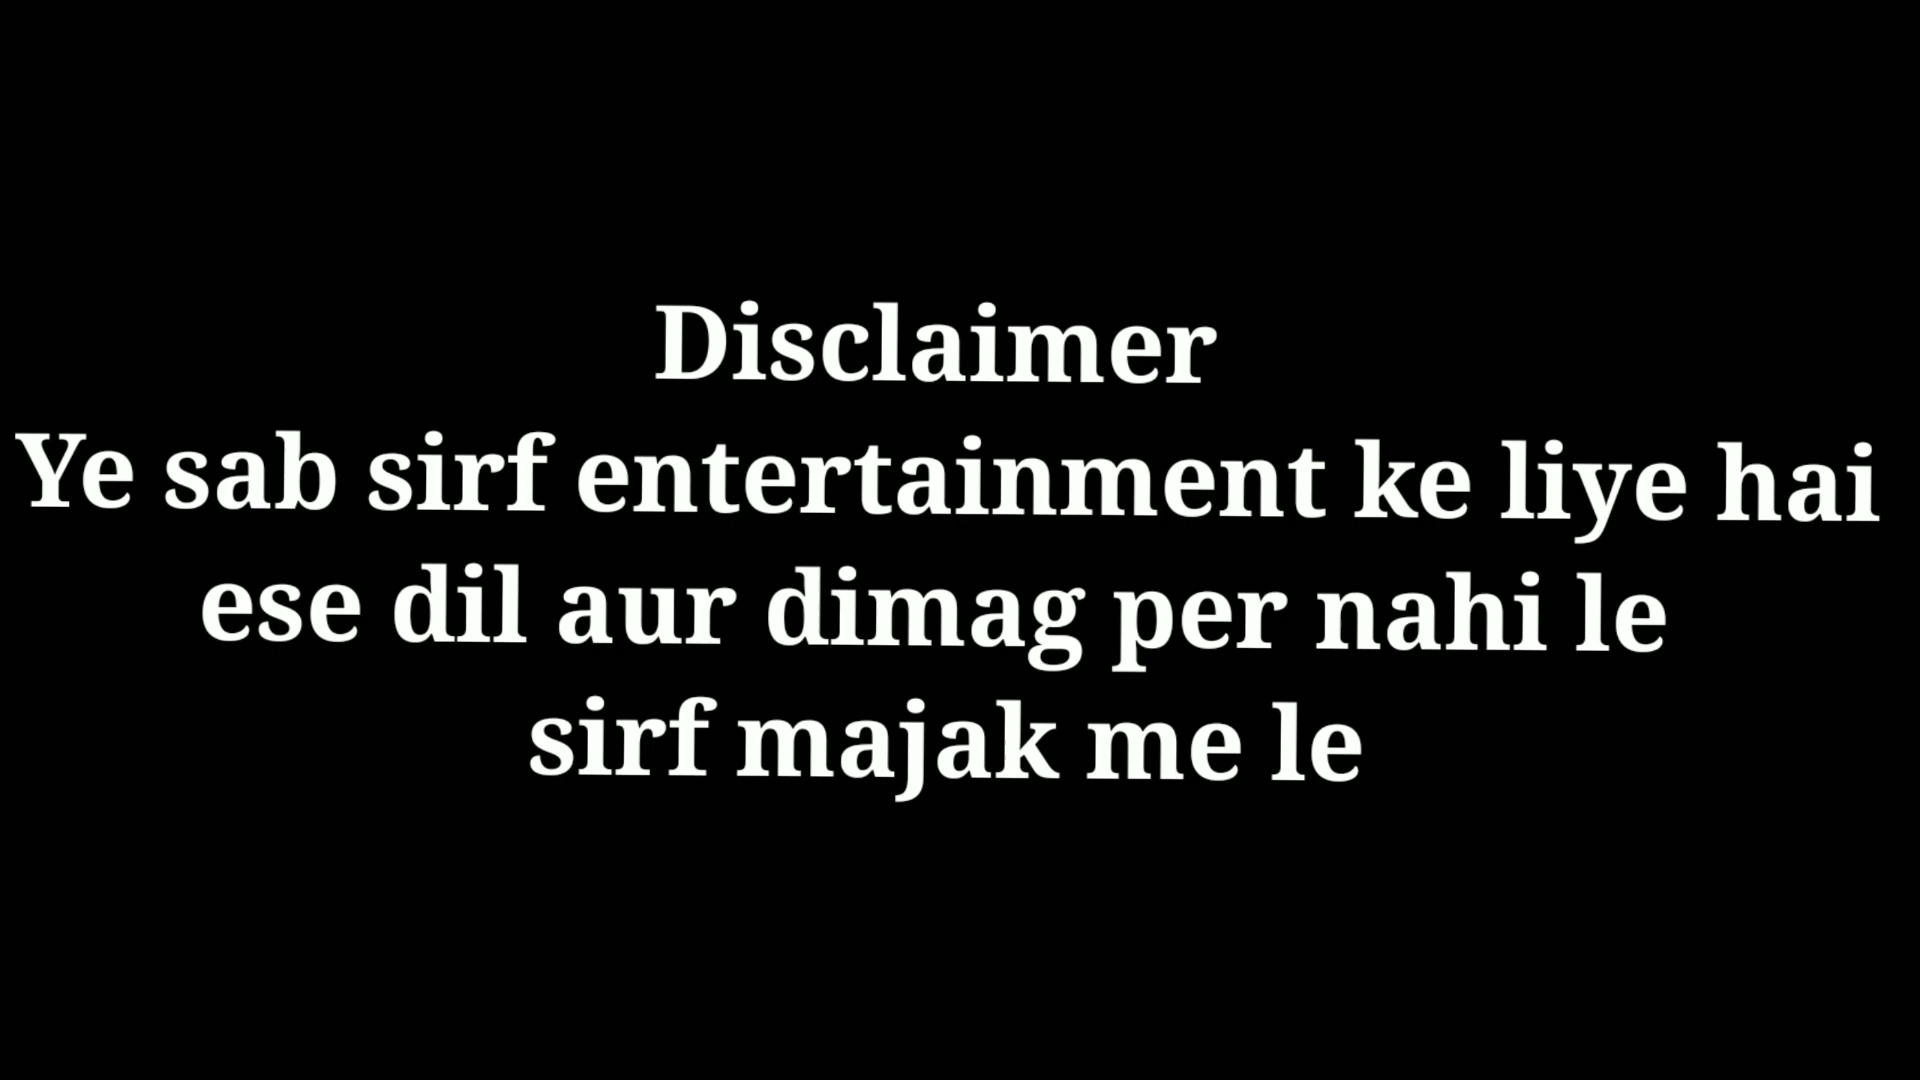 Disclaimer
Ye sab sirf entertainment ke liye hai
ese dil aur dimag per nahi le
sirf majak me le